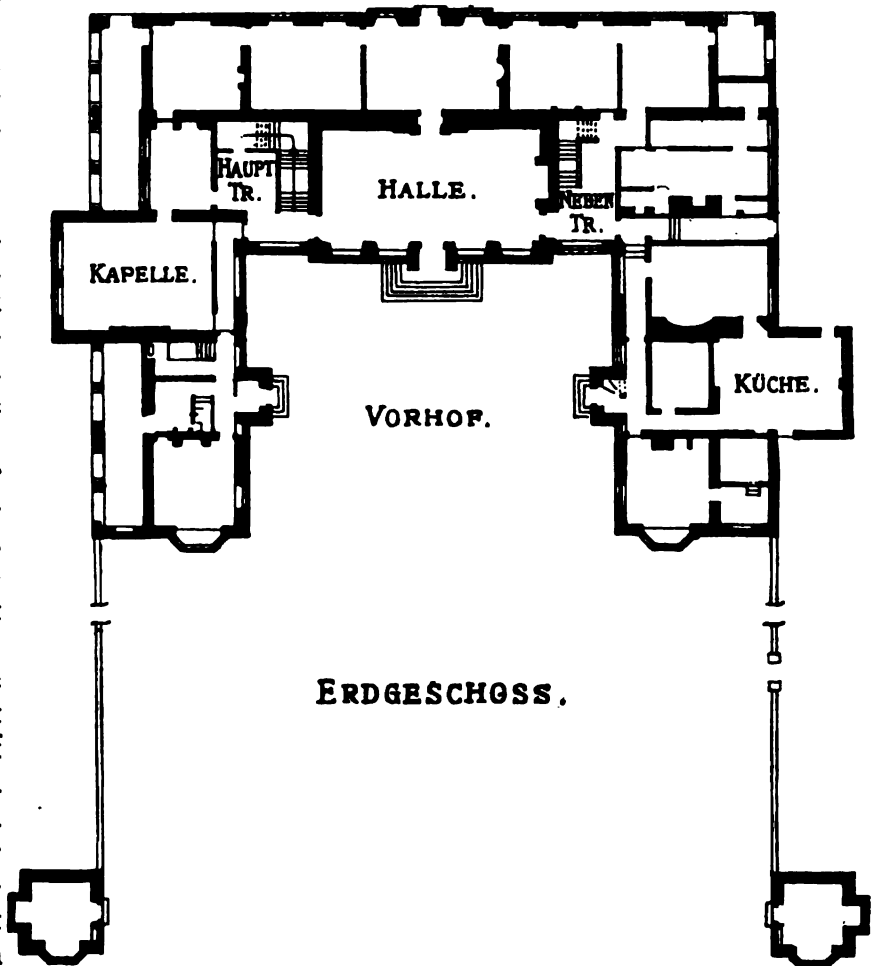 HAUPT
TR.
HALLE.
NEBEN
TR.
KAPELLE.
KÜCHE.
VORHOF.
ERDGESCHOSS.